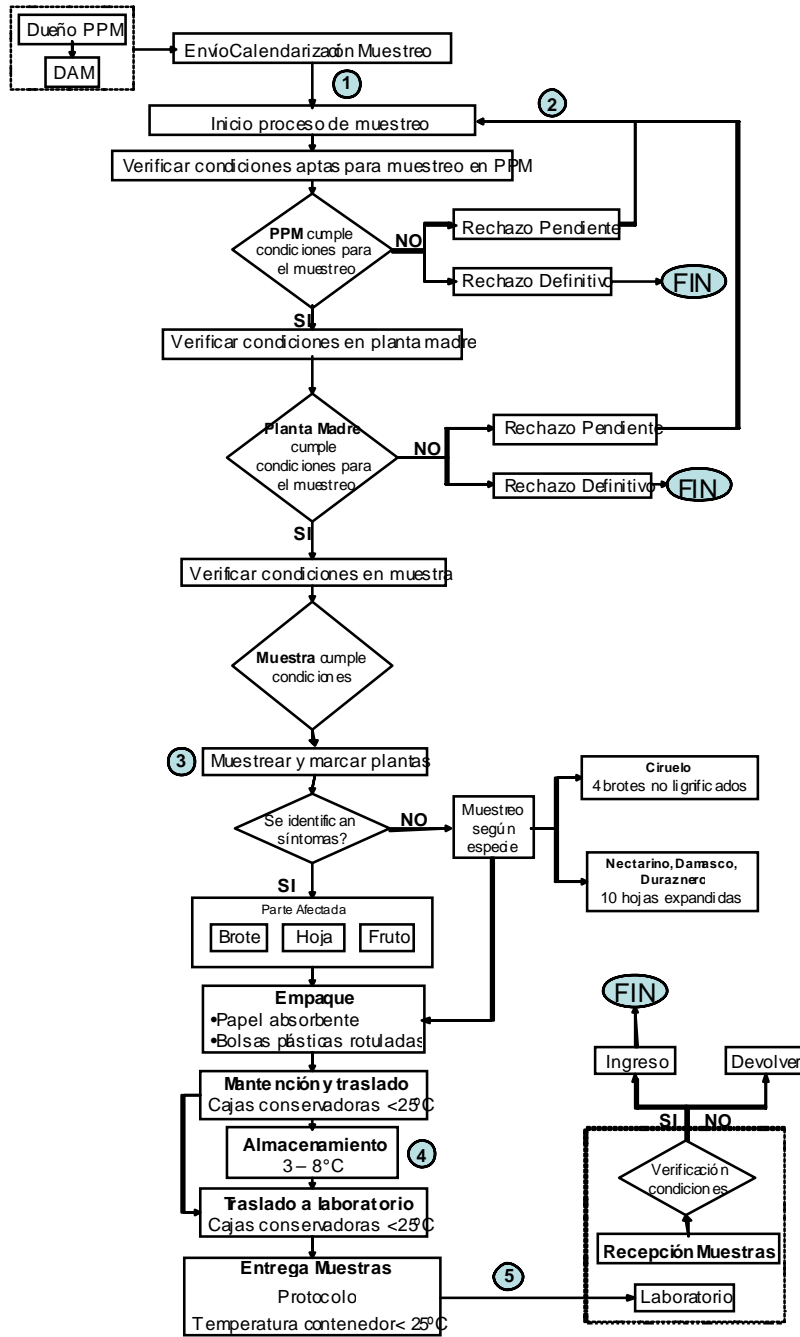 Dueño PPM
DAM
Envío Calendarización Muestreo
1
2
Inicio proceso de muestreo
Verificar condiciones aptas para muestreo en PPM
PPM cumple
condiciones para
el muestreo
NO
Rechazo Pendiente
Rechazo Definitivo
FIN
SI
Verificar condiciones en planta madre
Planta Madre
cumple
condiciones para
el muestreo
NO
Rechazo Pendiente
Rechazo Definitivo
FIN
SI
Verificar condiciones en muestra
Muestra cumple
condiciones
3
Muestrear y marcar plantas
Se identifican
síntomas?
NO
Muestreo
según
especie
Ciruelo
4 brotes no lignificados
Nectarino, Damasco,
Duraznero
10 hojas expandidas
SI
Parte Afectada
Brote
Hoja
Fruto
Empaque
•Papel absorbente
•Bolsas plásticas rotuladas
Mantención y traslado
Cajas conservadoras <25ºC
Almacenamiento
3 – 8°C
4
Traslado a laboratorio
Cajas conservadoras <25ºC
Entrega Muestras
Protocolo
Temperatura contenedor< 25ºC
5
FIN
Ingreso
Devolver
SI
NO
Verificación
condiciones
Recepción Muestras
Laboratorio